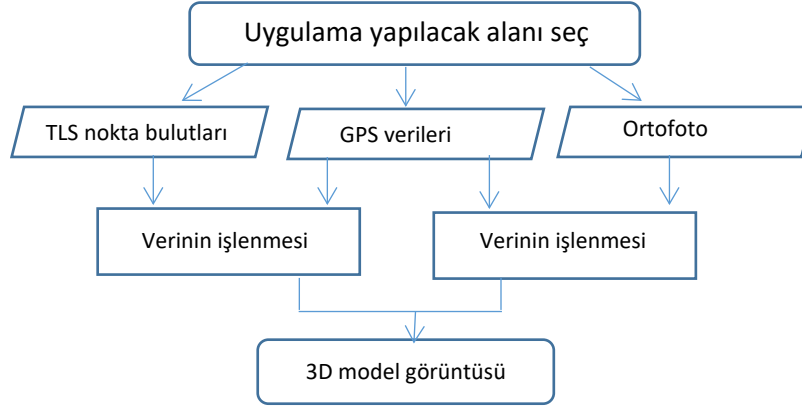 Uygulama yapılacak alanı seç
TLS nokta bulutları
GPS verileri
Ortofoto
Verinin işlenmesi
Verinin işlenmesi
3D model görüntüsü